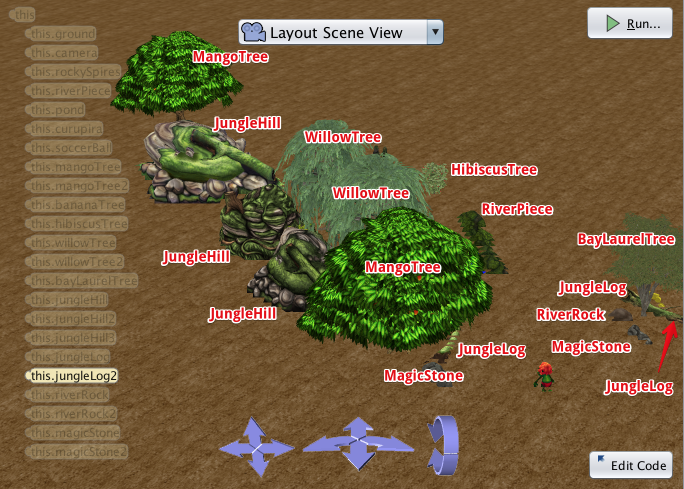 this
this.ground
this.camera
this.rockySpires
this.riverPiece
this.pond
this.curupira
this.soccerBall
this.mangoTree
this.mangoTree2
this.bananaTree
this.hibiscusTree
this.willowTree
this.willowTree2
this.bayLaurelTree
this.jungleHill
this.jungleHill2
this.jungleHill3
this.jungleLog
this.jungleLog2
this.riverRock
this.riverRock2
this.magicStone
this.magicStone2
Layout Scene View
Run...
MangoTree
JungleHill
WillowTree
HibiscusTree
WillowTree
RiverPiece
BayLaurelTree
JungleHill
MangoTree
JungleLog
JungleHill
RiverRock
JungleLog
MagicStone
MagicStone
JungleLog
Edit Code